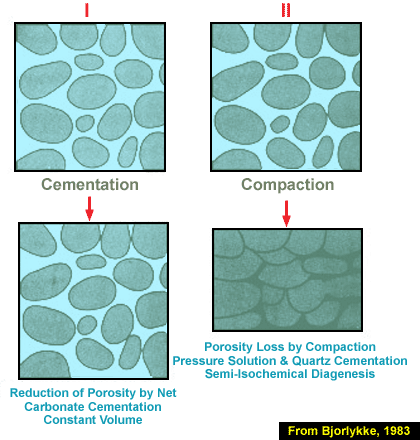 I
II
Cementation
Compaction
Reduction of Porosity by Net
Carbonate Cementation
Constant Volume
Porosity Loss by Compaction
Pressure Solution & Quartz Cementation
Semi-Isochemical Diagenesis
From Bjorlykke, 1983